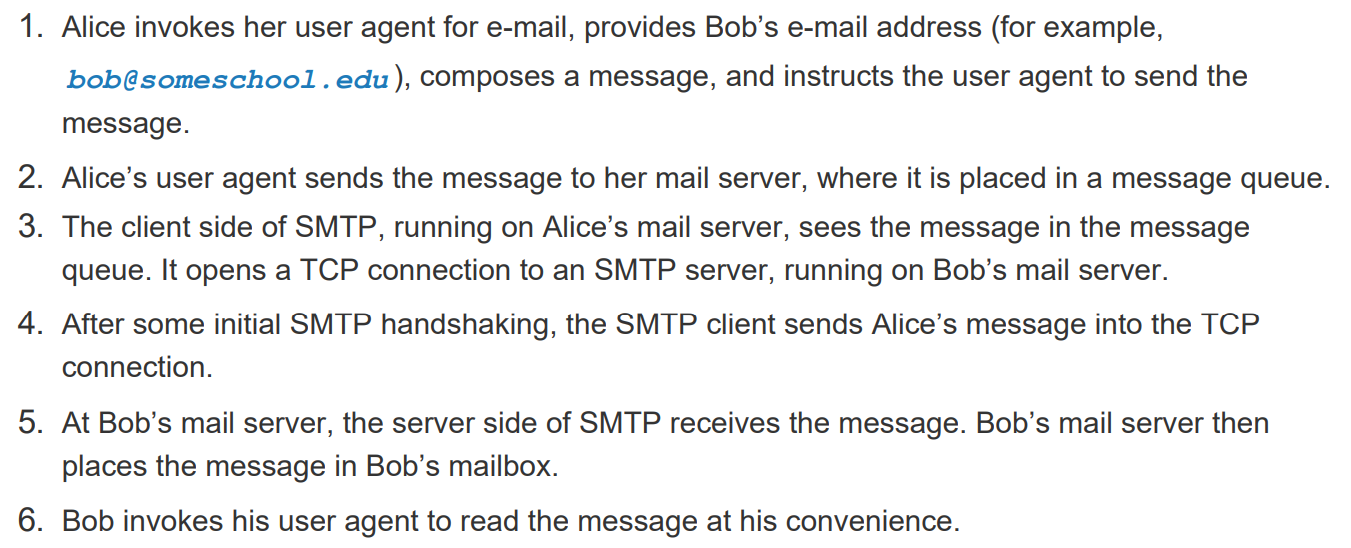 1. Alice invokes her user agent for e-mail, provides Bob’s e-mail address (for example,
bob@someschool.edu), composes a message, and instructs the user agent to send the
message.
2. Alice’s user agent sends the message to her mail server, where it is placed in a message queue.
3. The client side of SMTP, running on Alice’s mail server, sees the message in the message
queue. It opens a TCP connection to an SMTP server, running on Bob’s mail server.
4. After some initial SMTP handshaking, the SMTP client sends Alice’s message into the TCP
connection.
5. At Bob’s mail server, the server side of SMTP receives the message. Bob’s mail server then
places the message in Bob’s mailbox.
6. Bob invokes his user agent to read the message at his convenience.